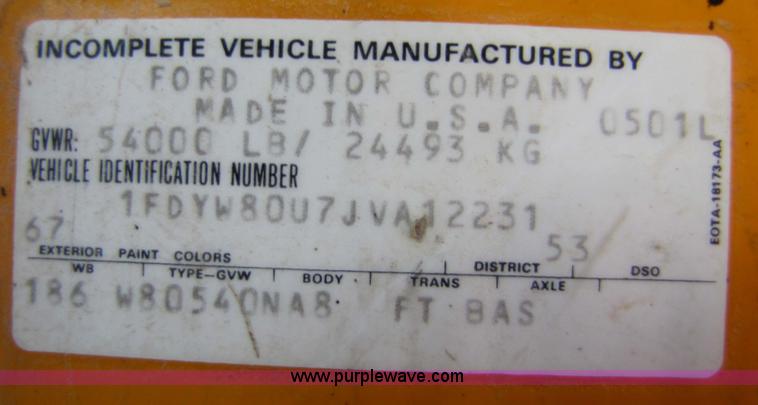 INCOMPLETE VEHICLE MANUFACTURED BY
FORD MOTOR COMPANY
MADE IN U.S.A. 0501L
GVWR: 54000 LB/ 24493 KG
VEHICLE IDENTIFICATION NUMBER
1FDYW80U7JVA12231
67 53
EXTERIOR PAINT COLORS DISTRICT DSO
WB TYPE-GVW BODY TRANS AXLE
186 W80540NA8 FT BAS
EOTA-18173-AA
www.purplewave.com